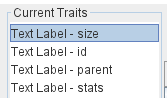 Current Traits
Text Label - size
Text Label - id
Text Label - parent
Text Label - stats